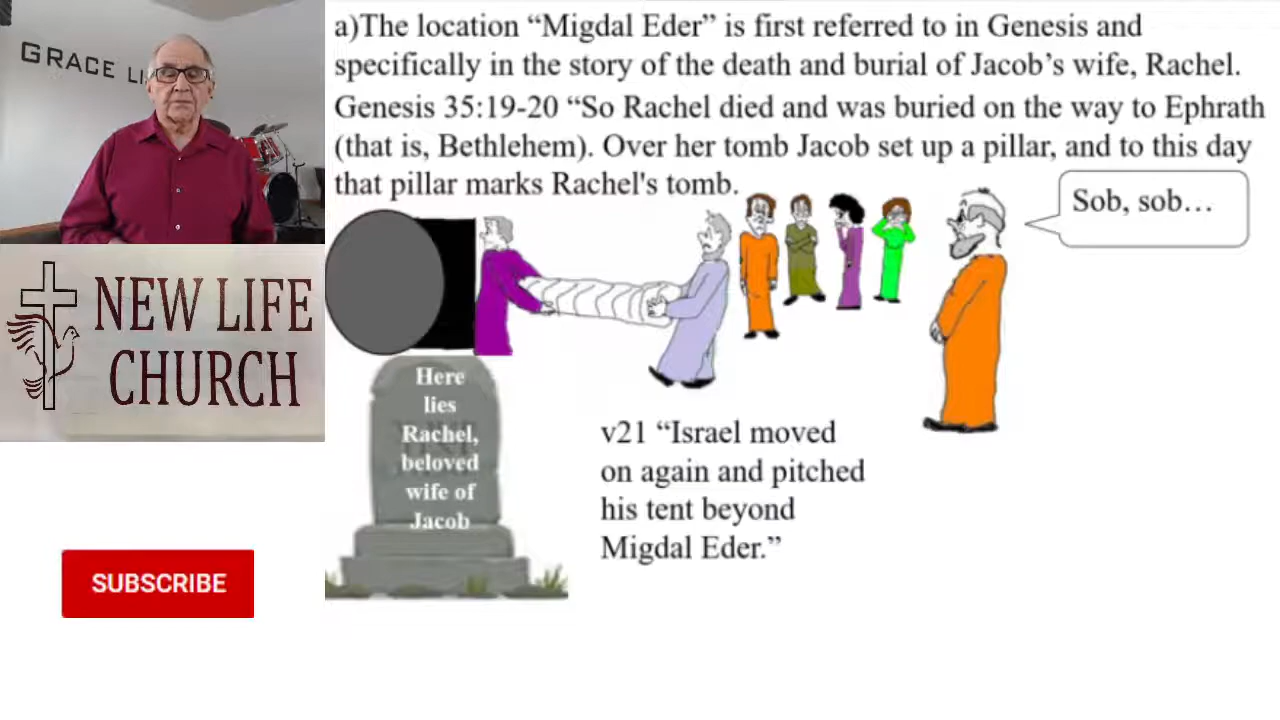 GRACE LI
a)The location “Migdal Eder” is first referred to in Genesis and
specifically in the story of the death and burial of Jacob’s wife, Rachel.
Genesis 35:19-20 “So Rachel died and was buried on the way to Ephrath
(that is, Bethlehem). Over her tomb Jacob set up a pillar, and to this day
that pillar marks Rachel's tomb.
Sob, sob…
NEW LIFE
CHURCH
Here
lies
Rachel,
beloved
wife of
Jacob
v21 “Israel moved
on again and pitched
his tent beyond
Migdal Eder.”
SUBSCRIBE